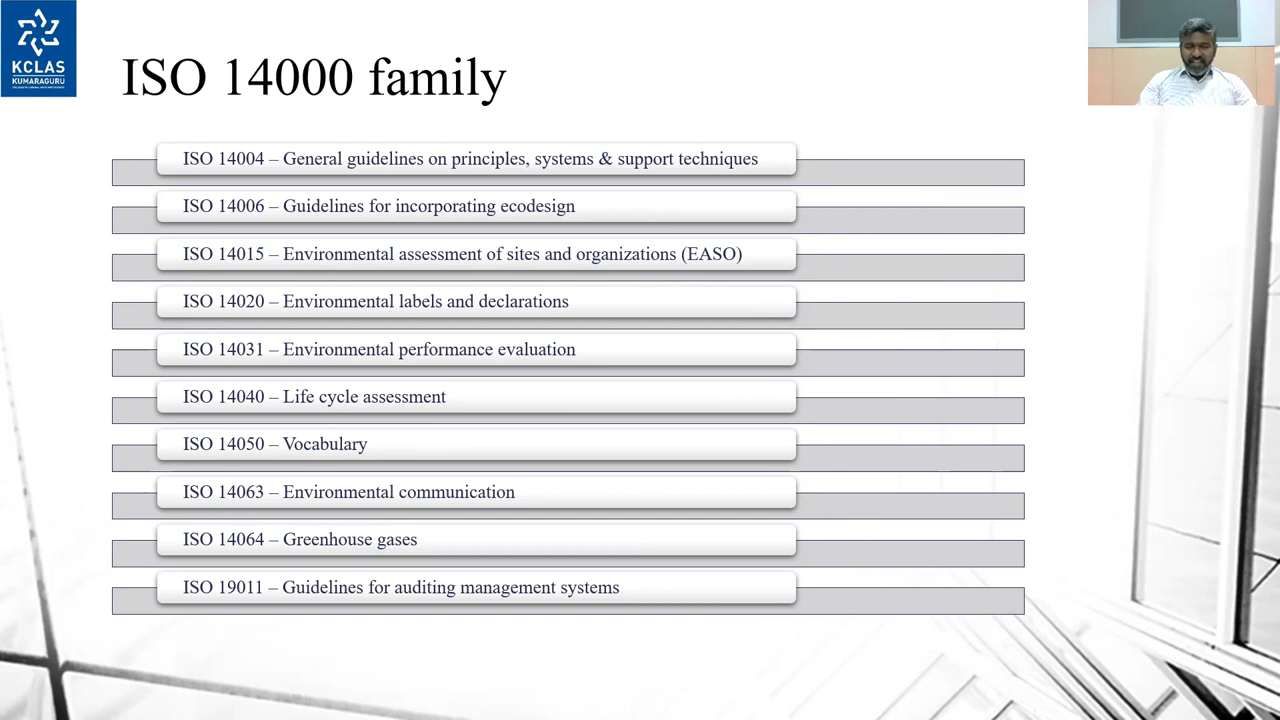 KCLAS
KUMARAGURU
ISO 14000 family
ISO 14004 – General guidelines on principles, systems & support techniques
ISO 14006 – Guidelines for incorporating ecodesign
ISO 14015 – Environmental assessment of sites and organizations (EASO)
ISO 14020 – Environmental labels and declarations
ISO 14031 – Environmental performance evaluation
ISO 14040 – Life cycle assessment
ISO 14050 – Vocabulary
ISO 14063 – Environmental communication
ISO 14064 – Greenhouse gases
ISO 19011 – Guidelines for auditing management systems